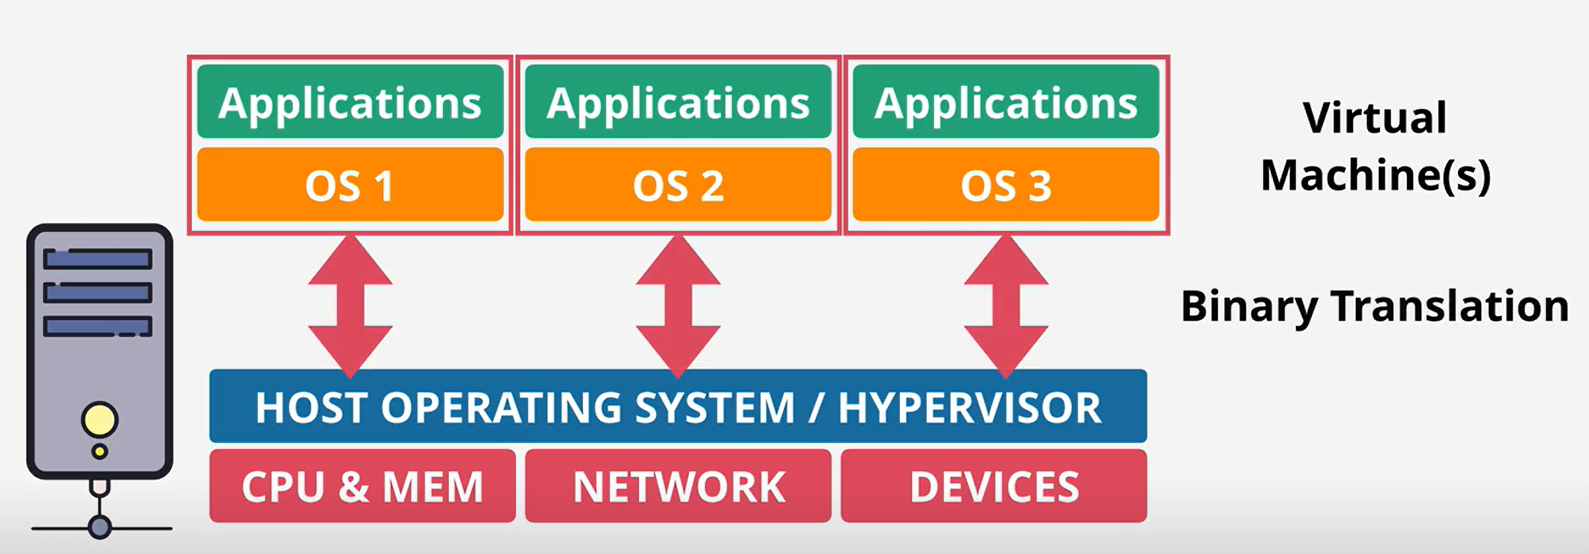 Applications
Applications
Applications
Virtual
Machine(s)
OS 1
OS 2
OS 3
Binary Translation
HOST OPERATING SYSTEM / HYPERVISOR
CPU & MEM
NETWORK
DEVICES